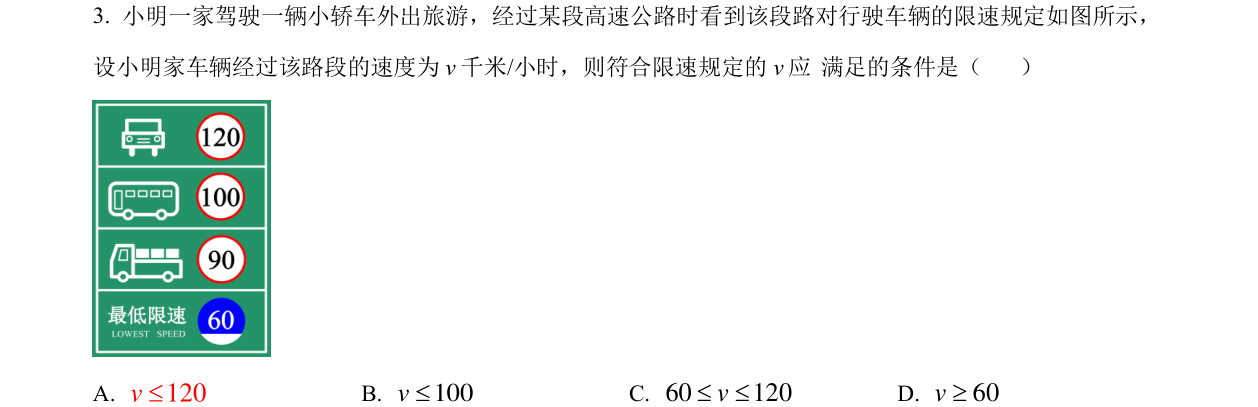 3. 小明一家驾驶一辆小轿车外出旅游，经过某段高速公路时看到该段路对行驶车辆的限速规定如图所示，
设小明家车辆经过该路段的速度为 v 千米/小时，则符合限速规定的 v 应 满足的条件是（ ）
120
100
90
最低限速 60
LOWEST SPEED
A. v≤120 B. v≤100 C. 60≤v≤120 D. v≥60